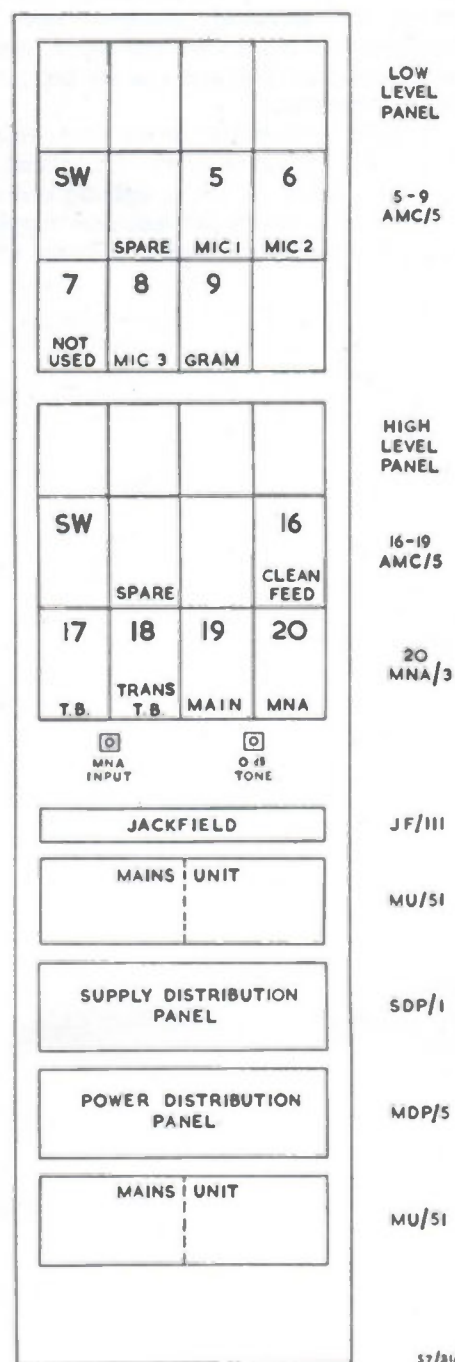 LOW
LEVEL
PANEL
SW 5 6
5-9
AMC/5
SPARE MIC 1 MIC 2
7 8 9
NOT
USED MIC 3 GRAM
HIGH
LEVEL
PANEL
SW 16
16-19
AMC/5
SPARE CLEAN
FEED
17 18 19 20
20
MNA/3
T.B. TRANS
T.B. MAIN MNA
MNA
INPUT
0 dB
TONE
JACKFIELD JF/111
MAINS UNIT
MU/51
SUPPLY DISTRIBUTION
PANEL
SDP/1
POWER DISTRIBUTION
PANEL
MDP/5
MAINS UNIT
MU/51